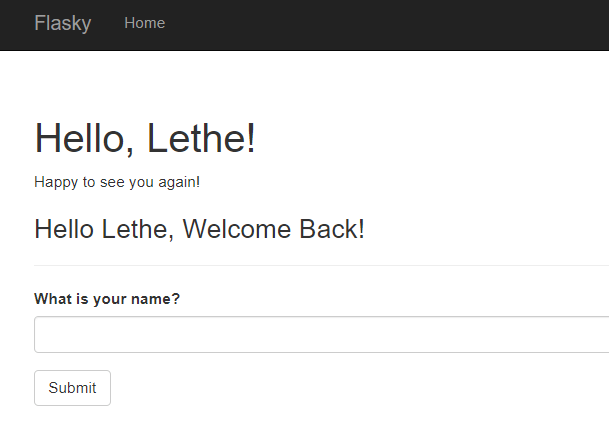 Flasky Home
Hello, Lethe!
Happy to see you again!
Hello Lethe, Welcome Back!
What is your name?
Submit